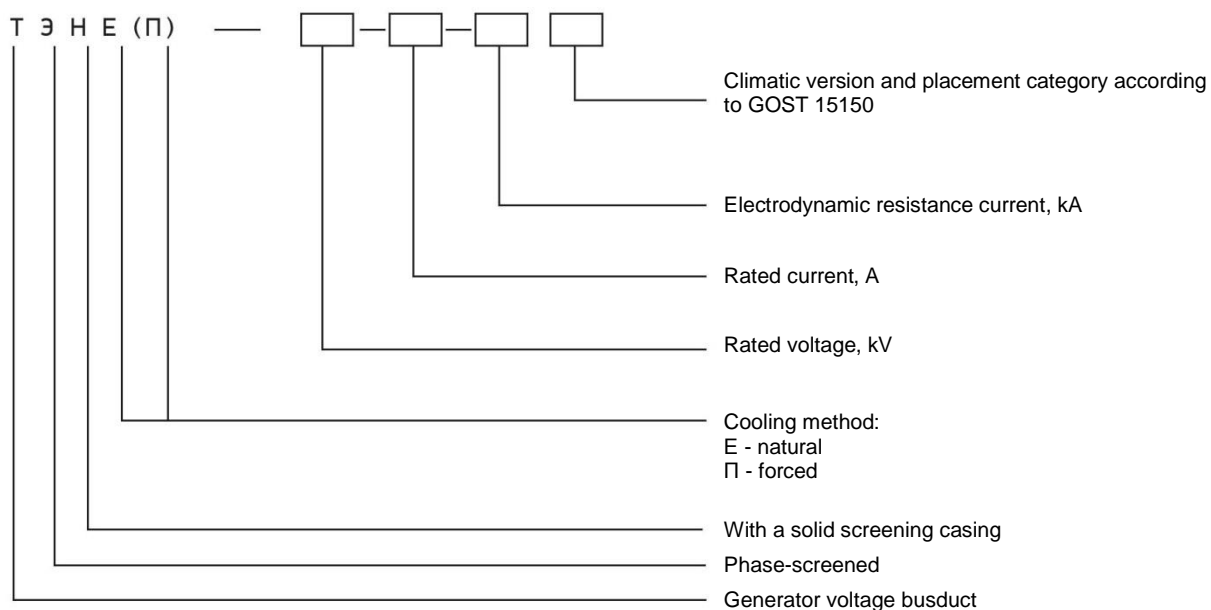 Т Э Н Е (П) — — —
Climatic version and placement category according
to GOST 15150
Electrodynamic resistance current, kA
Rated current, A
Rated voltage, kV
Cooling method:
E - natural
П - forced
With a solid screening casing
Phase-screened
Generator voltage busduct